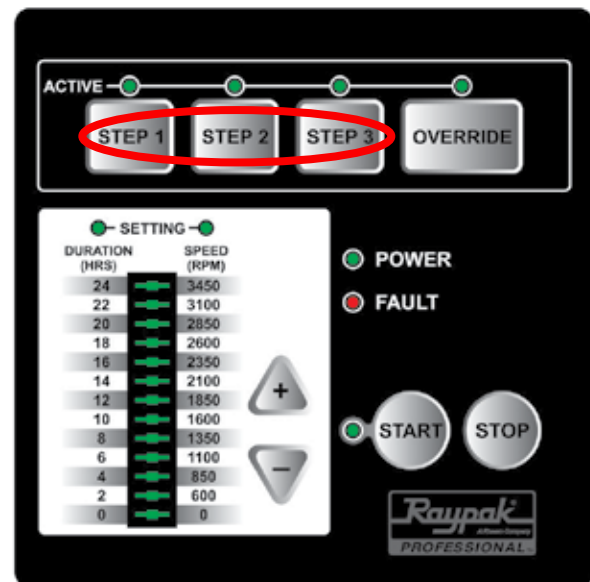 ACTIVE
STEP 1 STEP 2 STEP 3 OVERRIDE
SETTING
DURATION (HRS) SPEED (RPM)
24 3450
22 3100
20 2850
18 2600
16 2350
14 2100
12 1850
10 1600
8 1350
6 1100
4 850
2 600
0 0
+
−
POWER
FAULT
START STOP
Raypak
PROFESSIONAL